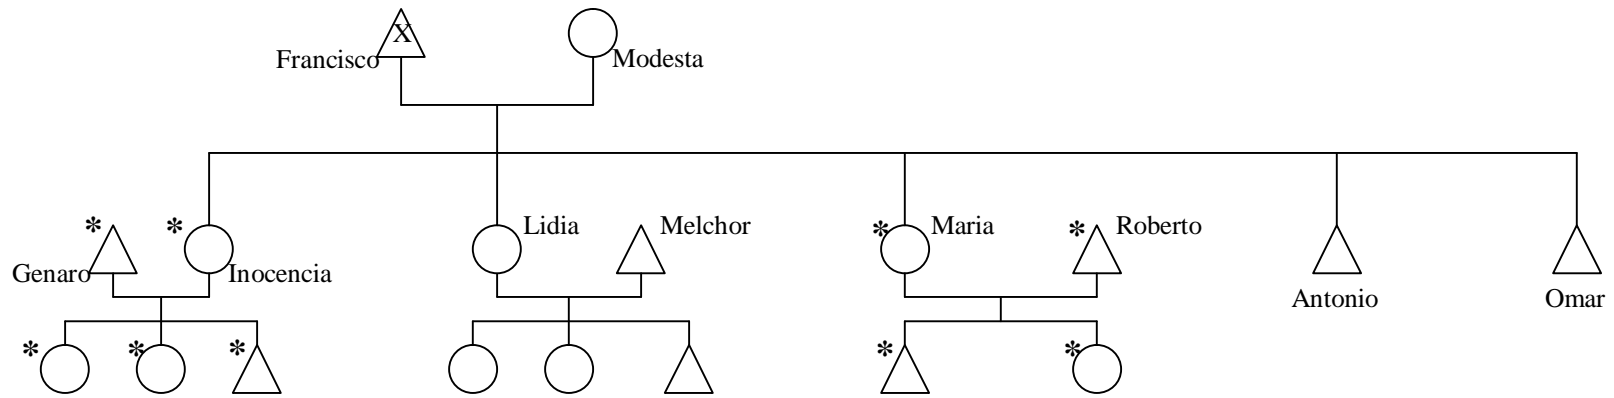 X
Francisco
Modesta
* * Lidia Melchor * Maria * Roberto
Genaro Inocencia
Antonio Omar
* * * * *